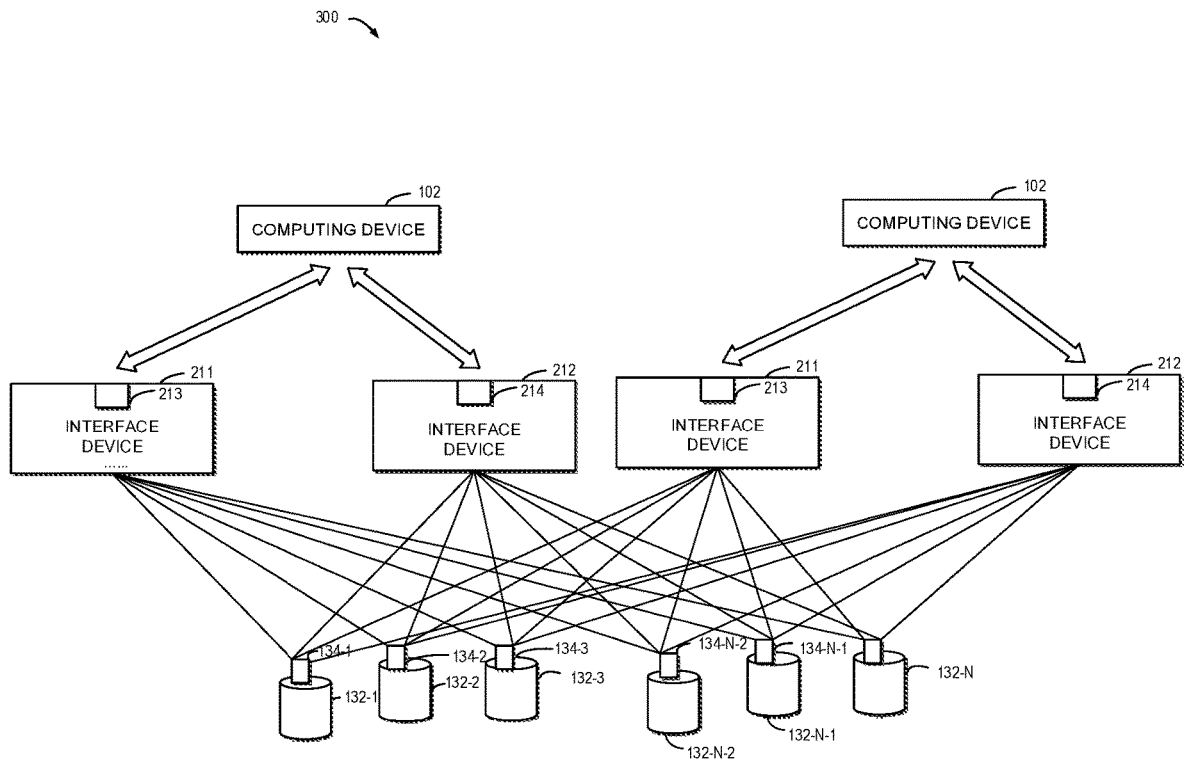 300
102
COMPUTING DEVICE
102
COMPUTING DEVICE
211
213
INTERFACE
DEVICE
......
212
214
INTERFACE
DEVICE
211
213
INTERFACE
DEVICE
212
214
INTERFACE
DEVICE
134-1
132-1
134-2
132-2
134-3
132-3
134-N-2
132-N-2
134-N-1
132-N-1
132-N